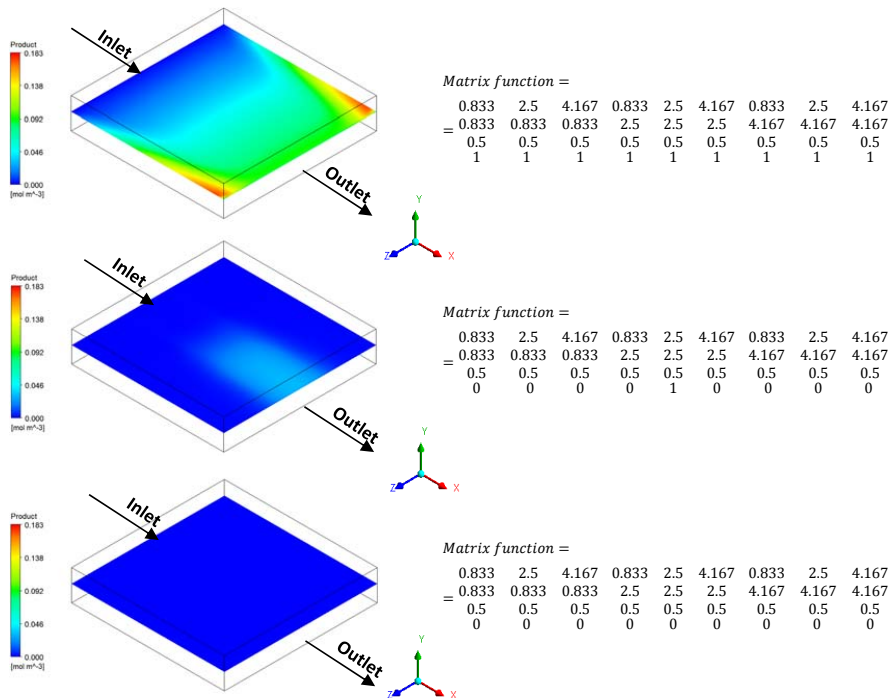 Product
0.183
0.138
0.092
0.046
0.000
[mol m^-3]
Inlet
Outlet
Y
Z
X
Matrix function =
0.833 2.5 4.167 0.833 2.5 4.167 0.833 2.5 4.167
= 0.833 0.833 0.833 2.5 2.5 2.5 4.167 4.167 4.167
0.5 0.5 0.5 0.5 0.5 0.5 0.5 0.5 0.5
1 1 1 1 1 1 1 1 1
Product
0.183
0.138
0.092
0.046
0.000
[mol m^-3]
Inlet
Outlet
Y
Z
X
Matrix function =
0.833 2.5 4.167 0.833 2.5 4.167 0.833 2.5 4.167
= 0.833 0.833 0.833 2.5 2.5 2.5 4.167 4.167 4.167
0.5 0.5 0.5 0.5 0.5 0.5 0.5 0.5 0.5
0 0 0 0 1 0 0 0 0
Product
0.183
0.138
0.092
0.046
0.000
[mol m^-3]
Inlet
Outlet
Y
Z
X
Matrix function =
0.833 2.5 4.167 0.833 2.5 4.167 0.833 2.5 4.167
= 0.833 0.833 0.833 2.5 2.5 2.5 4.167 4.167 4.167
0.5 0.5 0.5 0.5 0.5 0.5 0.5 0.5 0.5
0 0 0 0 0 0 0 0 0